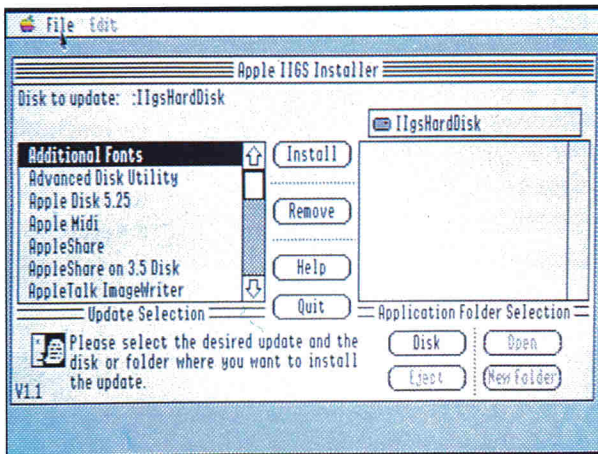 File Edit
Apple IIGS Installer
Disk to update: :IIgsHardDisk
IIgsHardDisk
Additional Fonts
Advanced Disk Utility
Apple Disk 5.25
Apple Midi
AppleShare
AppleShare on 3.5 Disk
AppleTalk ImageWriter
Install
Remove
Help
Quit
Update Selection
Application Folder Selection
Please select the desired update and the
disk or folder where you want to install
the update.
V1.1
Disk Open
Eject New Folder